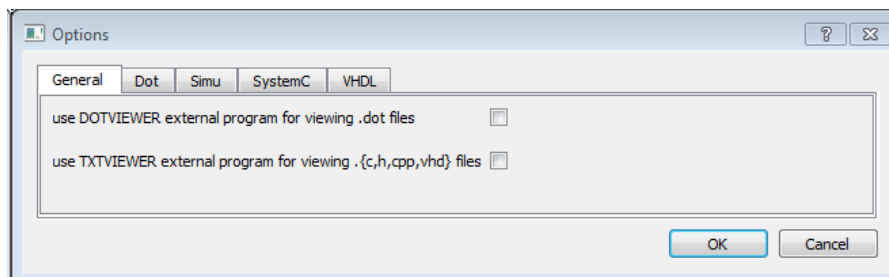 Options
General Dot Simu SystemC VHDL
use DOTVIEWER external program for viewing .dot files
use TXTVIEWER external program for viewing .{c,h,cpp,vhd} files
OK Cancel